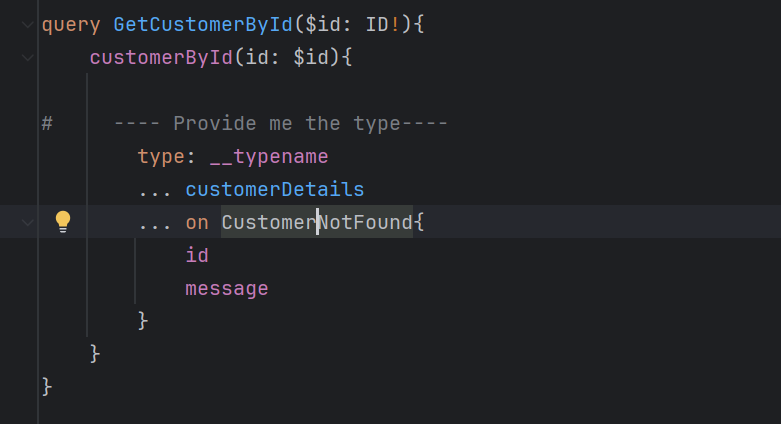 query GetCustomerById($id: ID!){
    customerById(id: $id){

#     ---- Provide me the type----
        type: __typename
        ... customerDetails
        ... on CustomerNotFound{
            id
            message
        }
    }
}